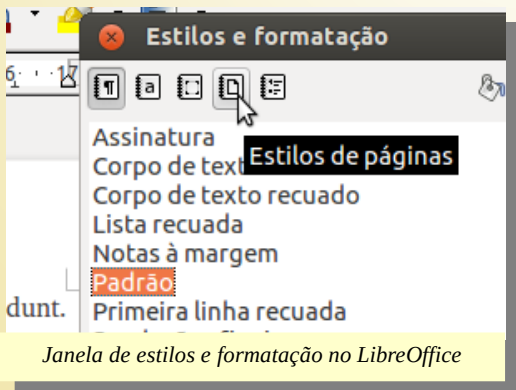 Estilos e formatação
Assinatura
Corpo de text
Estilos de páginas
Corpo de texto recuado
Lista recuada
Notas à margem
Padrão
dunt.
Primeira linha recuada
Janela de estilos e formatação no LibreOffice